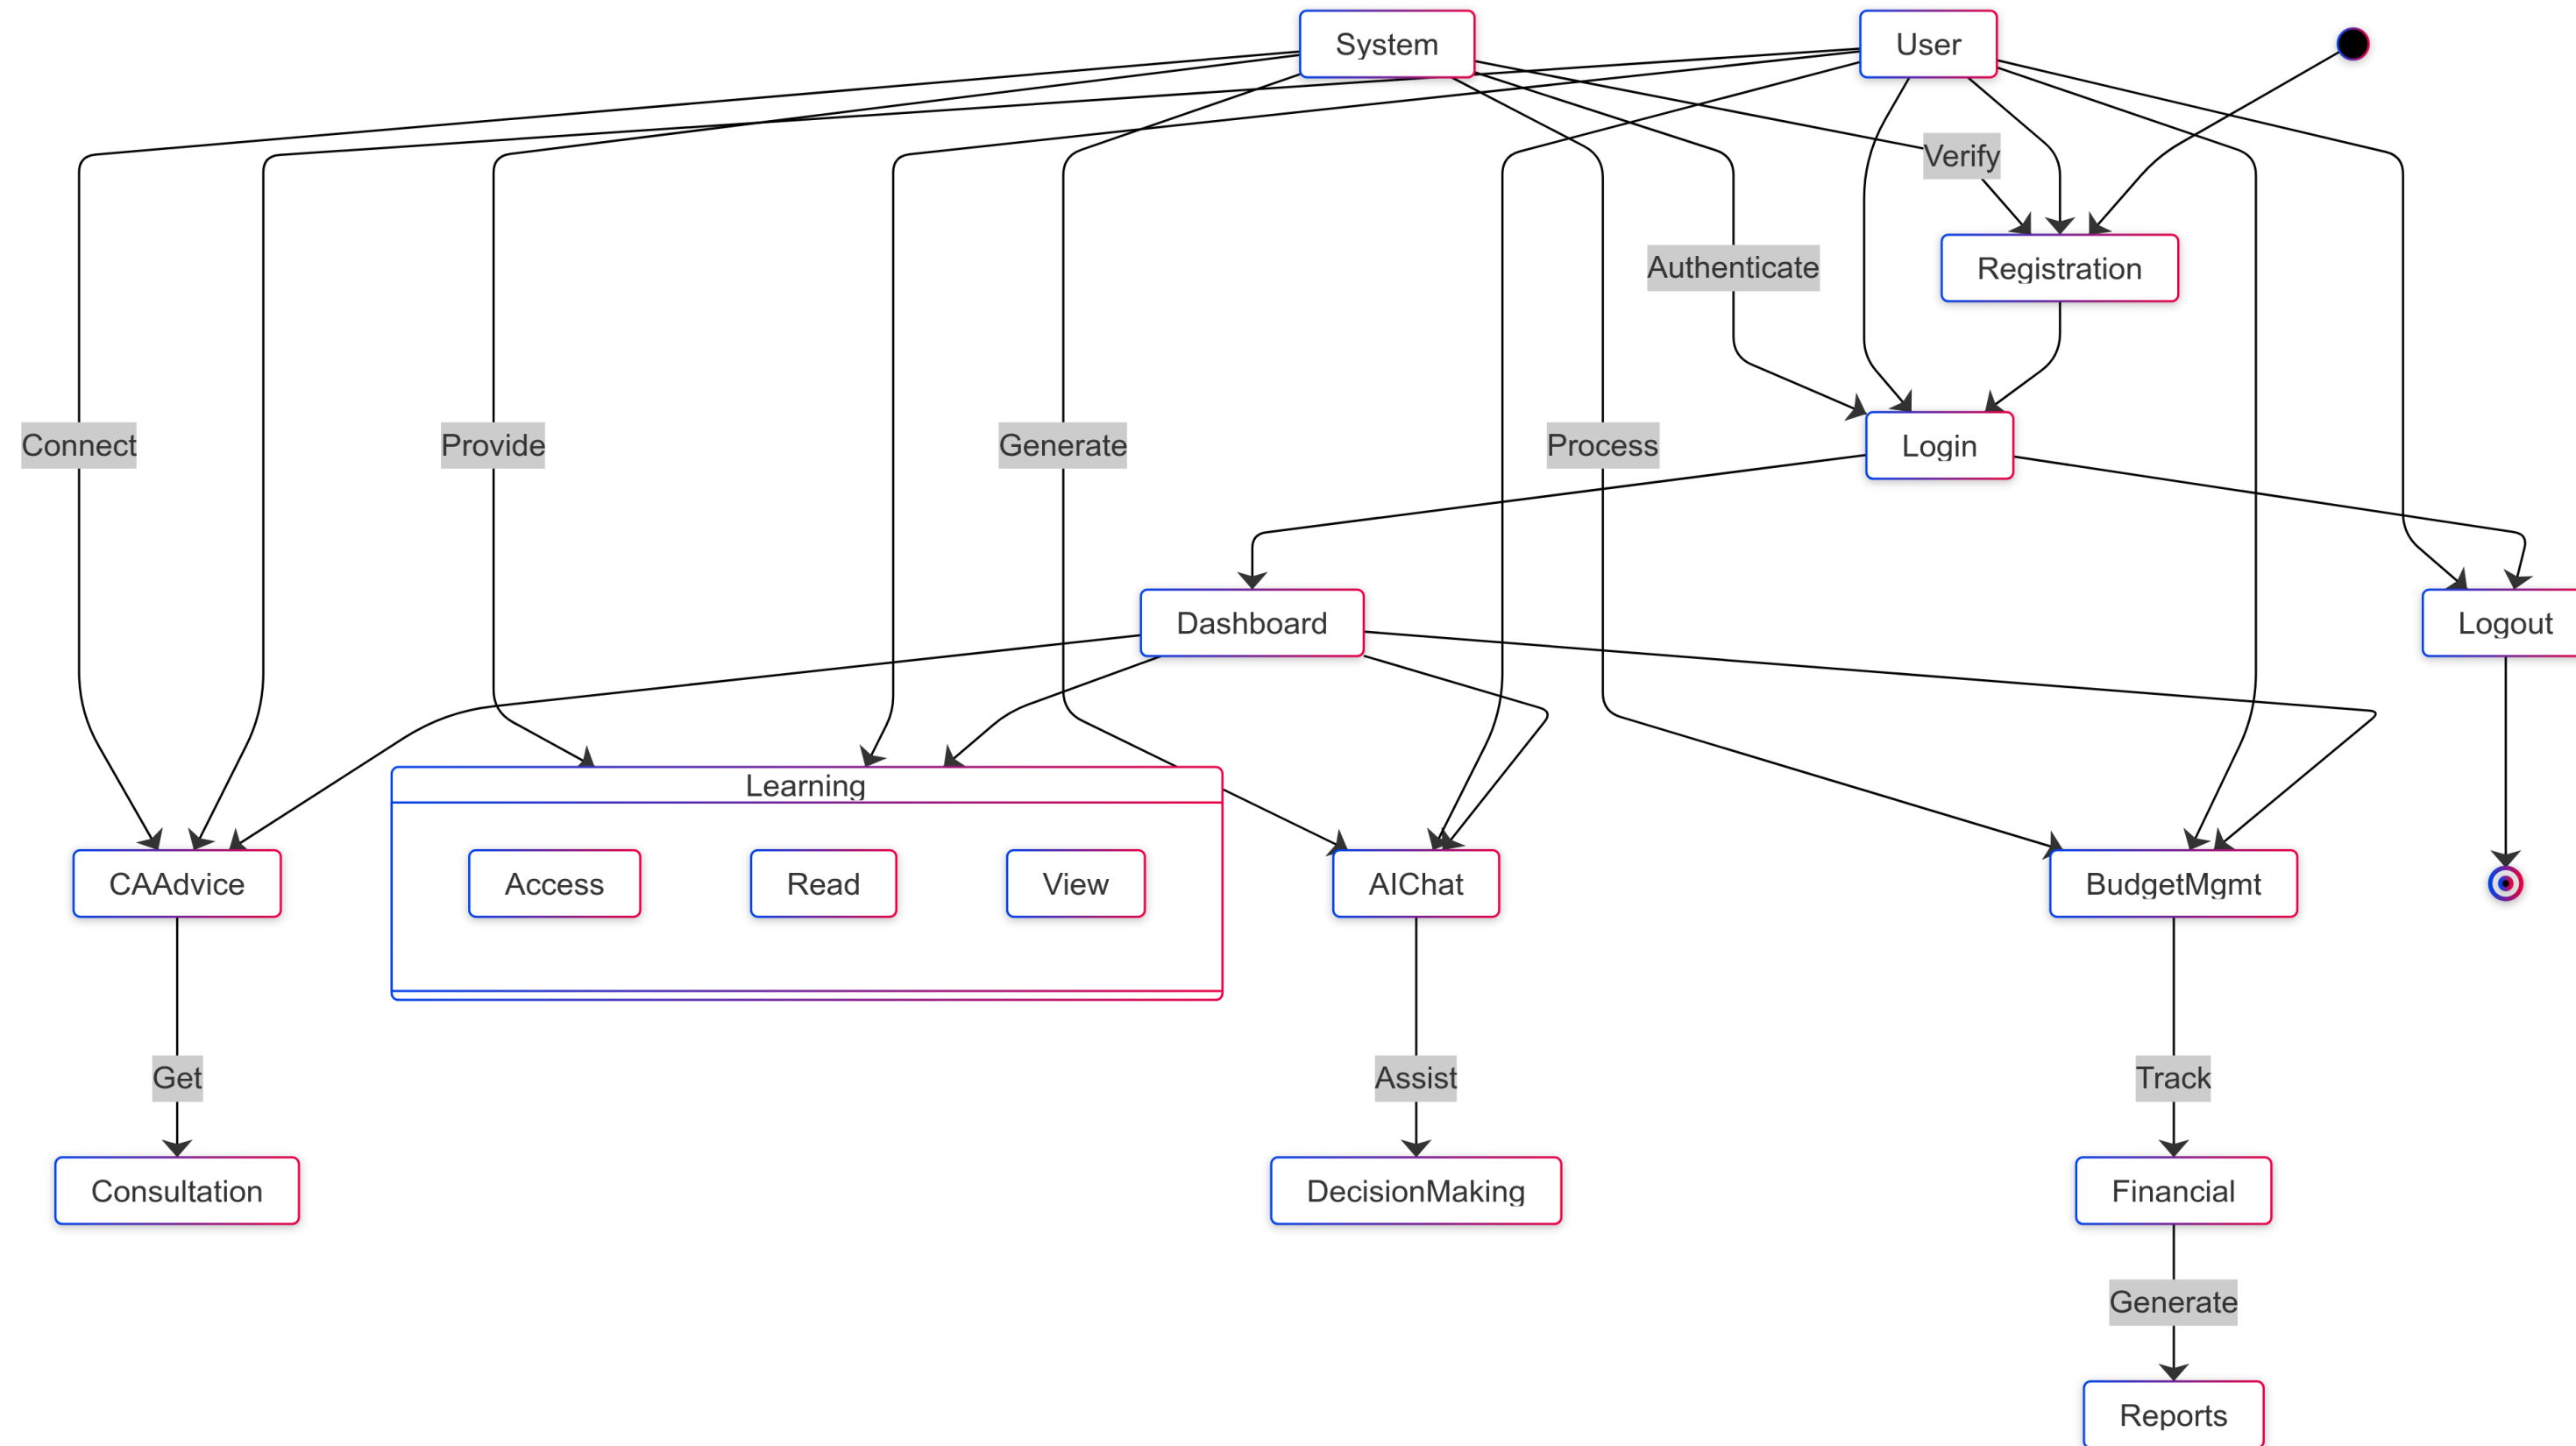 System
User
Verify
Authenticate
Registration
Connect
Provide
Generate
Process
Login
Dashboard
Logout
Learning
CAAdvice
Access
Read
View
AIChat
BudgetMgmt
Get
Assist
Track
Consultation
DecisionMaking
Financial
Generate
Reports